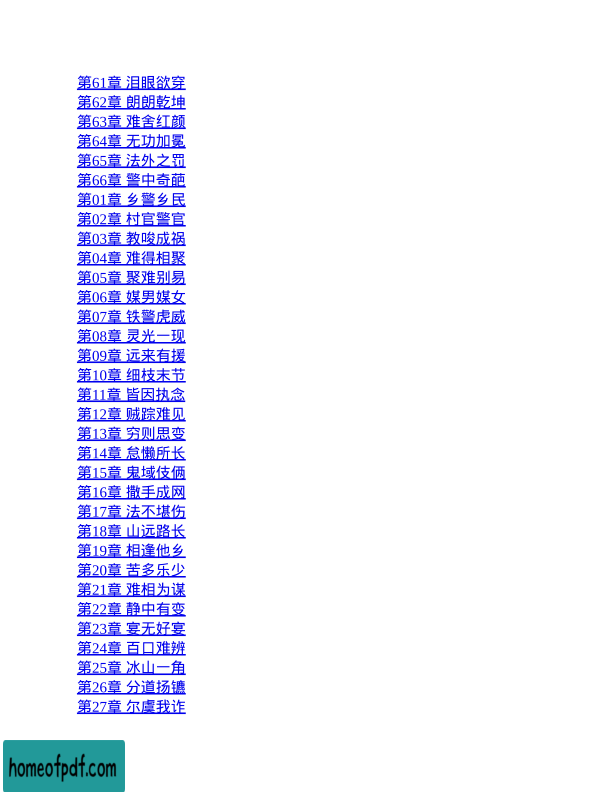 第61章 泪眼欲穿
第62章 朗朗乾坤
第63章 难舍红颜
第64章 无功加冕
第65章 法外之罚
第66章 警中奇葩
第01章 乡警乡民
第02章 村官警官
第03章 教唆成祸
第04章 难得相聚
第05章 聚难别易
第06章 媒男媒女
第07章 铁警虎威
第08章 灵光一现
第09章 远来有援
第10章 细枝末节
第11章 皆因执念
第12章 贼踪难见
第13章 穷则思变
第14章 怠懒所长
第15章 鬼域伎俩
第16章 撒手成网
第17章 法不堪伤
第18章 山远路长
第19章 相逢他乡
第20章 苦多乐少
第21章 难相为谋
第22章 静中有变
第23章 宴无好宴
第24章 百口难辨
第25章 冰山一角
第26章 分道扬镳
第27章 尔虞我诈
homeofpdf.com